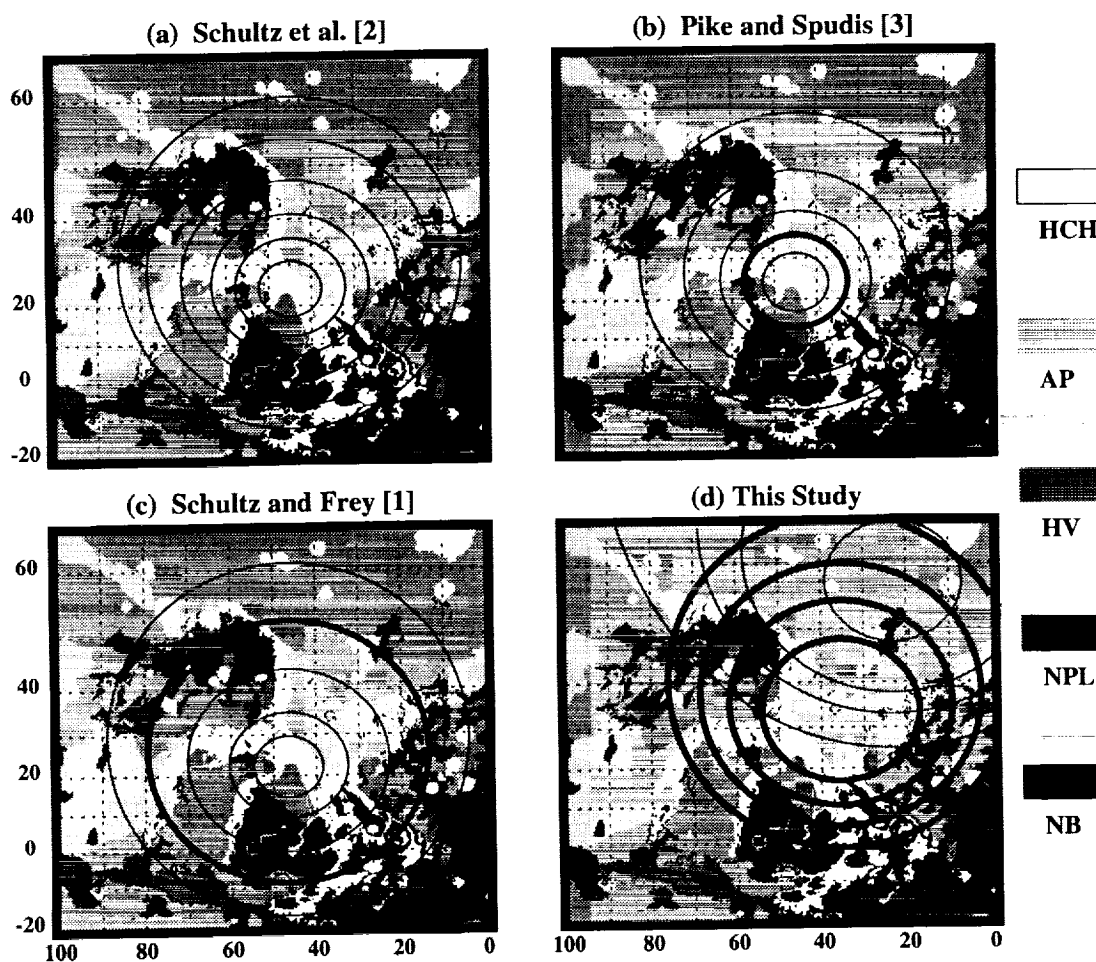 (a) Schultz et al. [2]
(b) Pike and Spudis [3]
60
40
20
0
-20
HCH
AP
HV
NPL
NB
(c) Schultz and Frey [1]
(d) This Study
60
40
20
0
-20
100 80 60 40 20 0
100 80 60 40 20 0